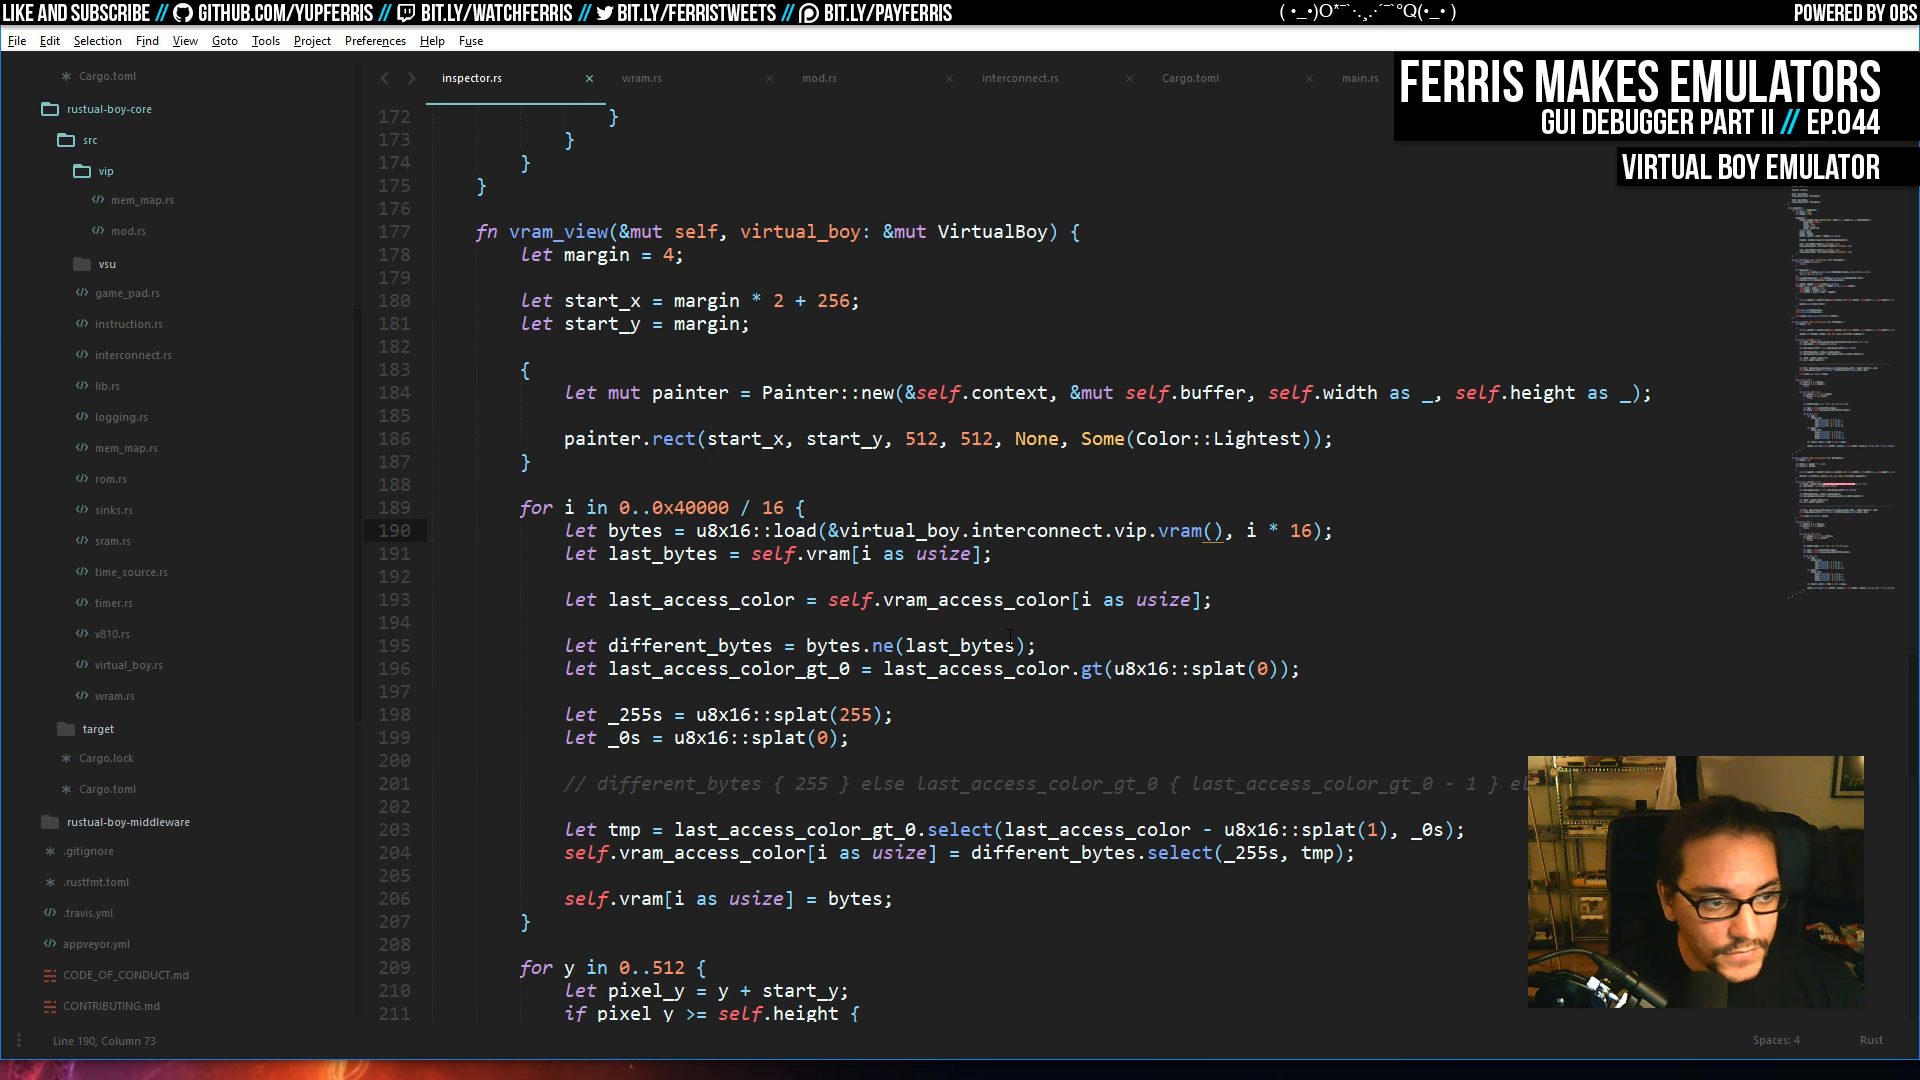 LIKE AND SUBSCRIBE // GITHUB.COM/YUPFERRIS // BIT.LY/WATCHFERRIS // BIT.LY/FERRISTWEETS // BIT.LY/PAYFERRIS
POWERED BY OBS
File Edit Selection Find View Goto Tools Project Preferences Help Fuse
FERRIS MAKES EMULATORS
GUI DEBUGGER PART II // EP.044
VIRTUAL BOY EMULATOR
Cargo.toml
rustual-boy-core
src
vip
mem_map.rs
mod.rs
vsu
game_pad.rs
instruction.rs
interconnect.rs
lib.rs
logging.rs
mem_map.rs
rom.rs
sinks.rs
sram.rs
time_source.rs
timer.rs
v810.rs
virtual_boy.rs
wram.rs
target
Cargo.lock
Cargo.toml
rustual-boy-middleware
.gitignore
.rustfmt.toml
.travis.yml
appveyor.yml
CODE_OF_CONDUCT.md
CONTRIBUTING.md
inspector.rs × wram.rs × mod.rs × interconnect.rs × Cargo.toml × main.rs
172 }
173 }
174 }
175 }
176
177 fn vram_view(&mut self, virtual_boy: &mut VirtualBoy) {
178 let margin = 4;
179
180 let start_x = margin * 2 + 256;
181 let start_y = margin;
182
183 {
184 let mut painter = Painter::new(&self.context, &mut self.buffer, self.width as _, self.height as _);
185
186 painter.rect(start_x, start_y, 512, 512, None, Some(Color::Lightest));
187 }
188
189 for i in 0..0x40000 / 16 {
190 let bytes = u8x16::load(&virtual_boy.interconnect.vip.vram(), i * 16);
191 let last_bytes = self.vram[i as usize];
192
193 let last_access_color = self.vram_access_color[i as usize];
194
195 let different_bytes = bytes.ne(last_bytes);
196 let last_access_color_gt_0 = last_access_color.gt(u8x16::splat(0));
197
198 let _255s = u8x16::splat(255);
199 let _0s = u8x16::splat(0);
200
201 // different_bytes { 255 } else last_access_color_gt_0 { last_access_color_gt_0 - 1 } el
202
203 let tmp = last_access_color_gt_0.select(last_access_color - u8x16::splat(1), _0s);
204 self.vram_access_color[i as usize] = different_bytes.select(_255s, tmp);
205
206 self.vram[i as usize] = bytes;
207 }
208
209 for y in 0..512 {
210 let pixel_y = y + start_y;
211 if pixel_y >= self.height {
Line 190, Column 73
Spaces: 4
Rust